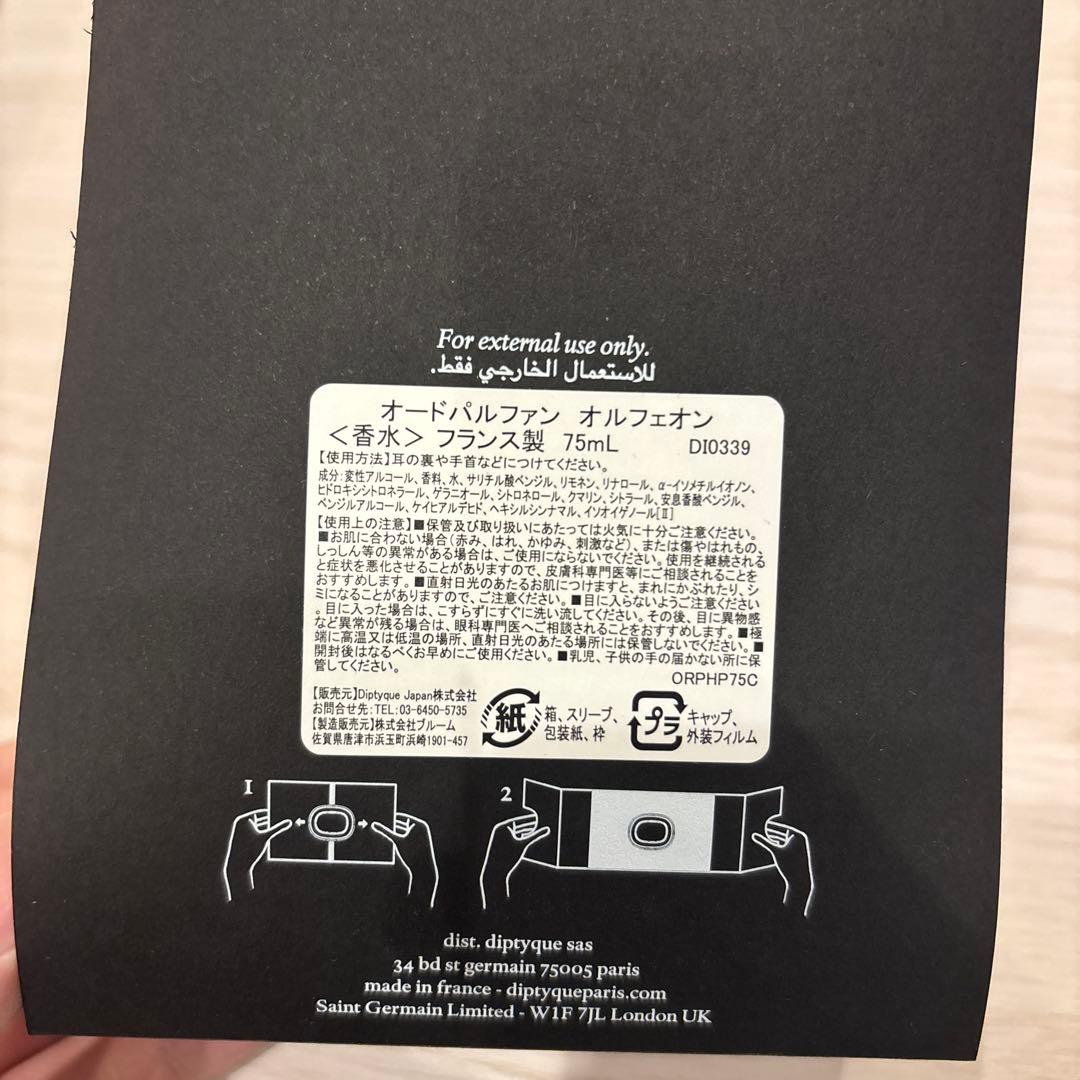 For external use only.
للاستعمال الخارجي فقط.
オードパルファン オルフェオン
＜香水＞ フランス製 75mL DI0339
【使用方法】耳の裏や手首などにつけてください。
成分:変性アルコール、香料、水、サリチル酸ベンジル、リモネン、リナロール、α-イソメチルイオノン、
ヒドロキシシトロネラール、ゲラニオール、シトロネロール、クマリン、シトラール、安息香酸ベンジル、
ベンジルアルコール、ケイヒアルデヒド、ヘキシルシンナマル、イソオイゲノール[Ⅱ]
【使用上の注意】■保管及び取り扱いにあたっては火気に十分ご注意ください。
■お肌に合わない場合(赤み、はれ、かゆみ、刺激など)、または傷やはれもの、
しっしん等の異常がある場合は、ご使用にならないでください。使用を継続される
と症状を悪化させることがありますので、皮膚科専門医等にご相談されることを
おすすめします。■直射日光のあたるお肌につけますと、まれにかぶれたり、シ
ミになることがありますので、ご注意ください。■目に入らないようご注意ください
。目に入った場合は、こすらずにすぐに洗い流してください。その後、目に異物感
など異常が残る場合は、眼科専門医へご相談されることをおすすめします。■極
端に高温又は低温の場所、直射日光のあたる場所には保管しないでください。■
開封後はなるべくお早めにご使用ください。■乳児、子供の手の届かない所に保
管してください。
ORPHP75C
【販売元】Diptyque Japan株式会社
お問合せ先:TEL:03-6450-5735
【製造販売元】株式会社ブルーム
佐賀県唐津市浜玉町浜崎1901-457
紙
箱、スリーブ、
包装紙、枠
プラ
キャップ、
外装フィルム
1
2
dist. diptyque sas
34 bd st germain 75005 paris
made in france - diptyqueparis.com
Saint Germain Limited - W1F 7JL London UK